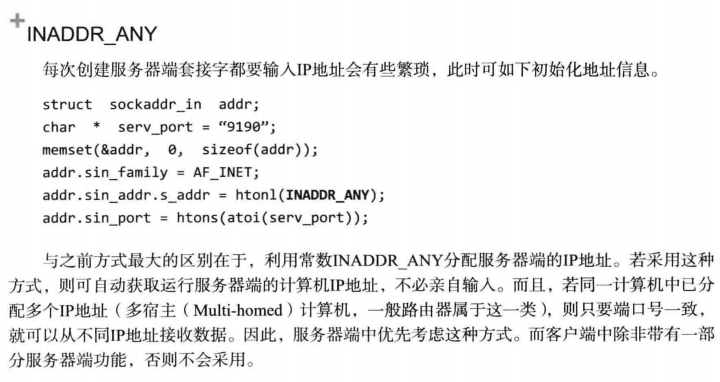 +INADDR_ANY
每次创建服务器端套接字都要输入IP地址会有些繁琐，此时可如下初始化地址信息。
struct sockaddr_in addr;
char * serv_port = “9190”;
memset(&addr, 0, sizeof(addr));
addr.sin_family = AF_INET;
addr.sin_addr.s_addr = htonl(INADDR_ANY);
addr.sin_port = htons(atoi(serv_port));
与之前方式最大的区别在于，利用常数INADDR_ANY分配服务器端的IP地址。若采用这种
方式，则可自动获取运行服务器端的计算机IP地址，不必亲自输入。而且，若同一计算机中已分
配多个IP地址（多宿主（Multi-homed）计算机，一般路由器属于这一类），则只要端口号一致，
就可以从不同IP地址接收数据。因此，服务器端中优先考虑这种方式。而客户端中除非带有一部
分服务器端功能，否则不会采用。